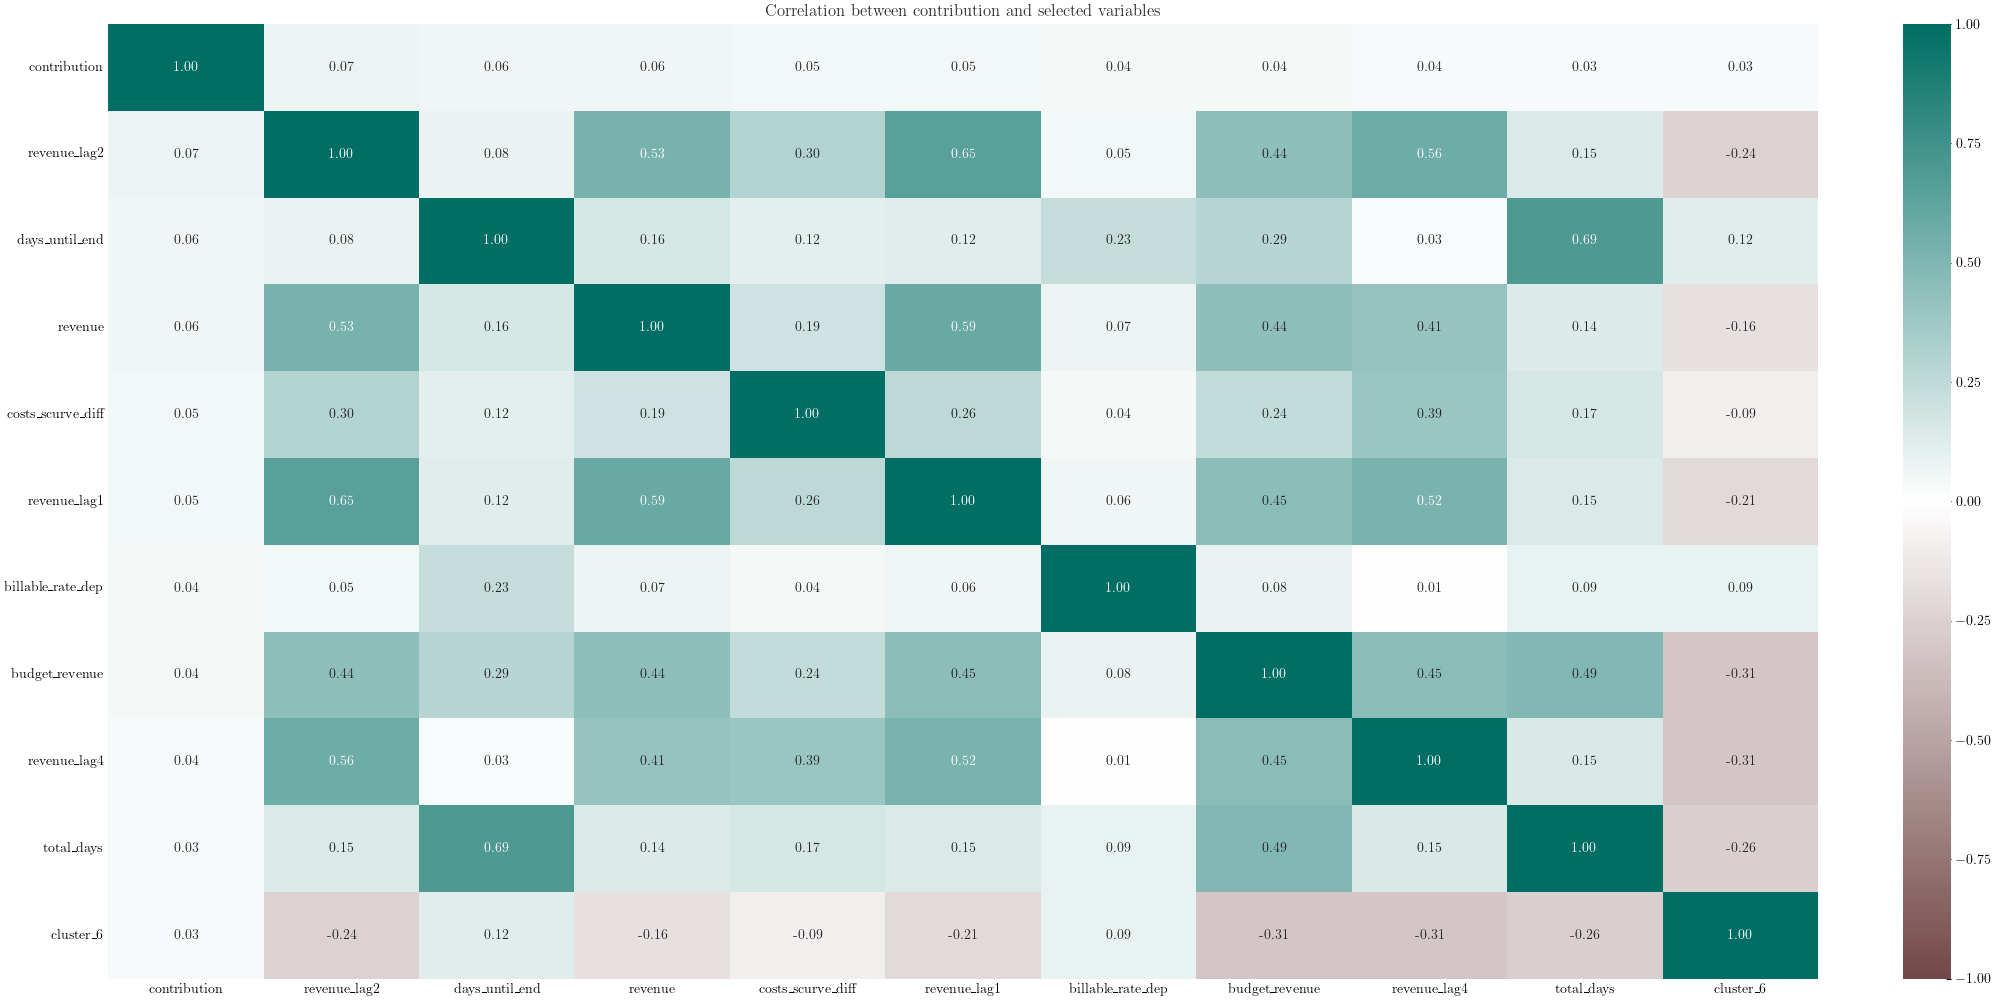 Correlation between contribution and selected variables
contribution 1.00 0.07 0.06 0.06 0.05 0.05 0.04 0.04 0.04 0.03 0.03
revenue_lag2 0.07 1.00 0.08 0.53 0.30 0.65 0.05 0.44 0.56 0.15 -0.24
days_until_end 0.06 0.08 1.00 0.16 0.12 0.12 0.23 0.29 0.03 0.69 0.12
revenue 0.06 0.53 0.16 1.00 0.19 0.59 0.07 0.44 0.41 0.14 -0.16
costs_scurve_diff 0.05 0.30 0.12 0.19 1.00 0.26 0.04 0.24 0.39 0.17 -0.09
revenue_lag1 0.05 0.65 0.12 0.59 0.26 1.00 0.06 0.45 0.52 0.15 -0.21
billable_rate_dep 0.04 0.05 0.23 0.07 0.04 0.06 1.00 0.08 0.01 0.09 0.09
budget_revenue 0.04 0.44 0.29 0.44 0.24 0.45 0.08 1.00 0.45 0.49 -0.31
revenue_lag4 0.04 0.56 0.03 0.41 0.39 0.52 0.01 0.45 1.00 0.15 -0.31
total_days 0.03 0.15 0.69 0.14 0.17 0.15 0.09 0.49 0.15 1.00 -0.26
cluster_6 0.03 -0.24 0.12 -0.16 -0.09 -0.21 0.09 -0.31 -0.31 -0.26 1.00
contribution revenue_lag2 days_until_end revenue costs_scurve_diff revenue_lag1 billable_rate_dep budget_revenue revenue_lag4 total_days cluster_6
1.00
0.75
0.50
0.25
0.00
−0.25
−0.50
−0.75
−1.00